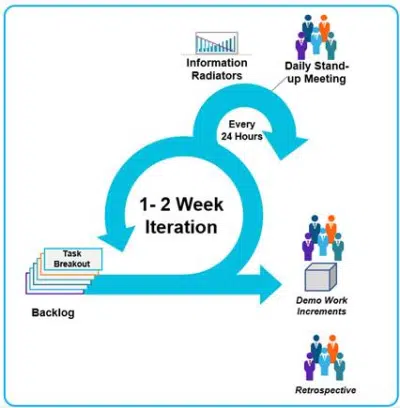 Information
Radiators
Daily Stand-
up Meeting
Every
24 Hours
1- 2 Week
Iteration
Task
Breakout
Backlog
Demo Work
Increments
Retrospective